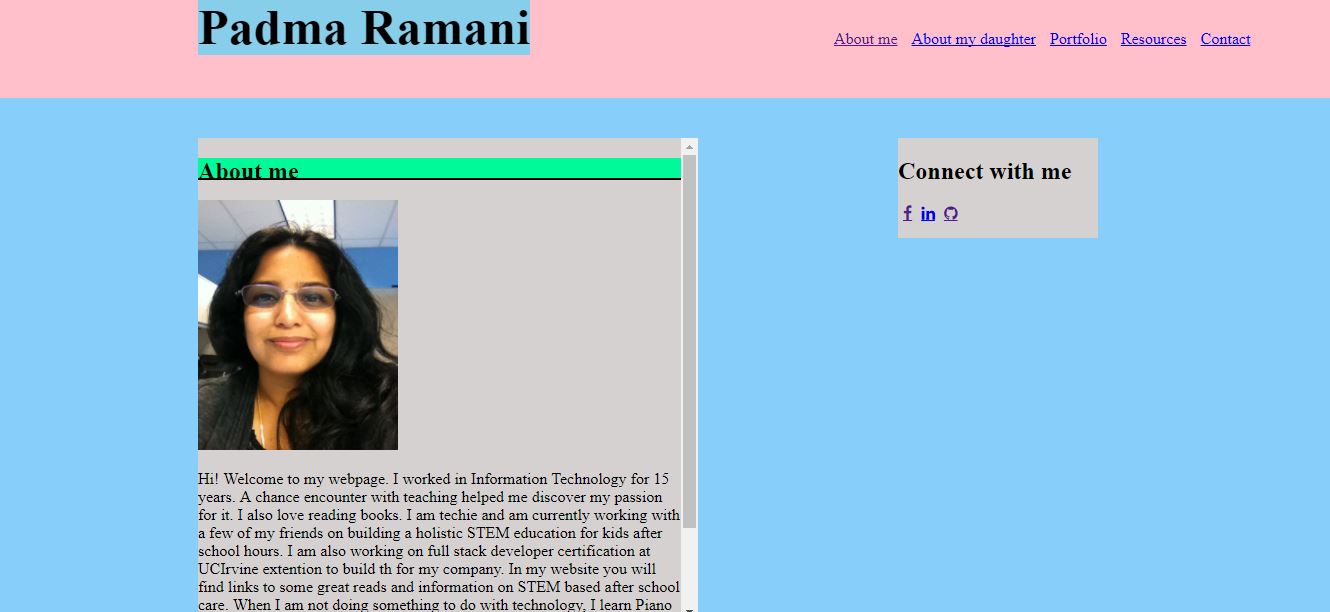 Padma Ramani
About me About my daughter Portfolio Resources Contact
About me
Hi! Welcome to my webpage. I worked in Information Technology for 15
years. A chance encounter with teaching helped me discover my passion
for it. I also love reading books. I am techie and am currently working with
a few of my friends on building a holistic STEM education for kids after
school hours. I am also working on full stack developer certification at
UCIrvine extention to build th for my company. In my website you will
find links to some great reads and information on STEM based after school
care. When I am not doing something to do with technology, I learn Piano
Connect with me